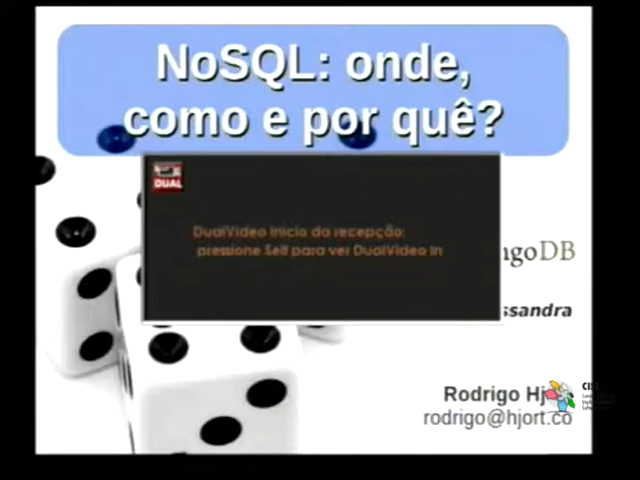 NoSQL: onde,
como e por quê?
DUAL
DualVideo Início da recepção:
pressione Self para ver DualVideo In
ngoDB
ssandra
Rodrigo Hj
rodrigo@hjort.co